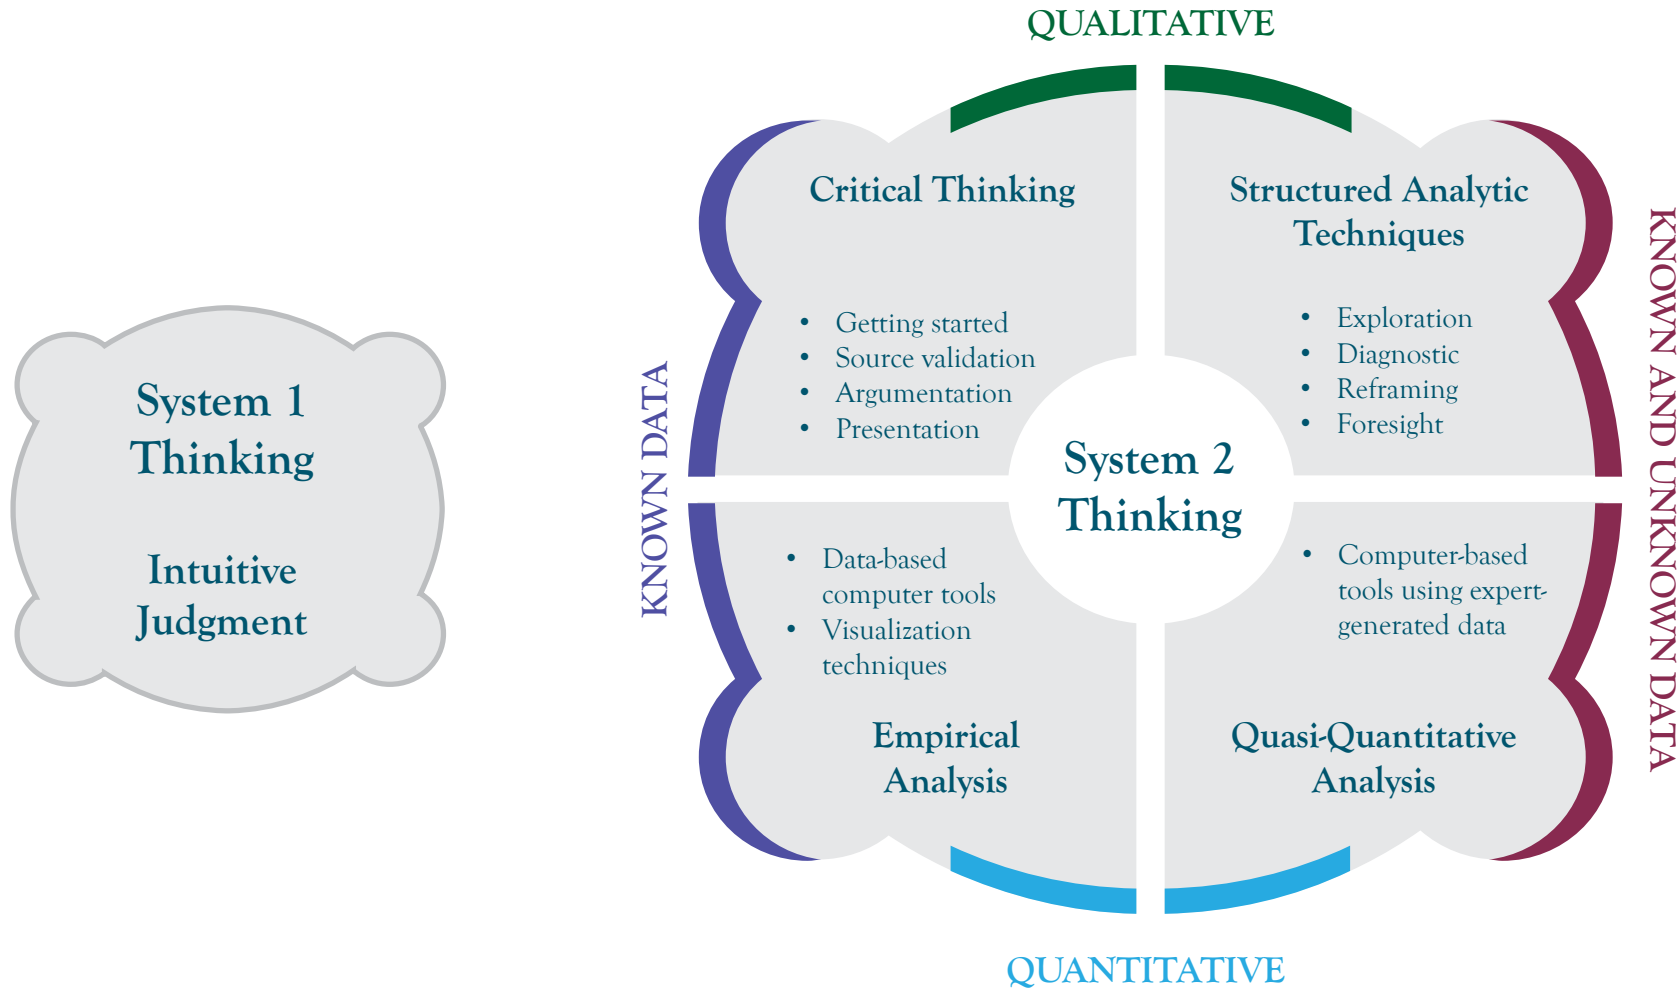 QUALITATIVE
Critical Thinking
• Getting started
• Source validation
• Argumentation
• Presentation
Structured Analytic
Techniques
• Exploration
• Diagnostic
• Reframing
• Foresight
KNOWN DATA
KNOWN AND UNKNOWN DATA
System 1
Thinking
Intuitive
Judgment
System 2
Thinking
• Data-based
computer tools
• Visualization
techniques
Empirical
Analysis
• Computer-based
tools using expert-
generated data
Quasi-Quantitative
Analysis
QUANTITATIVE